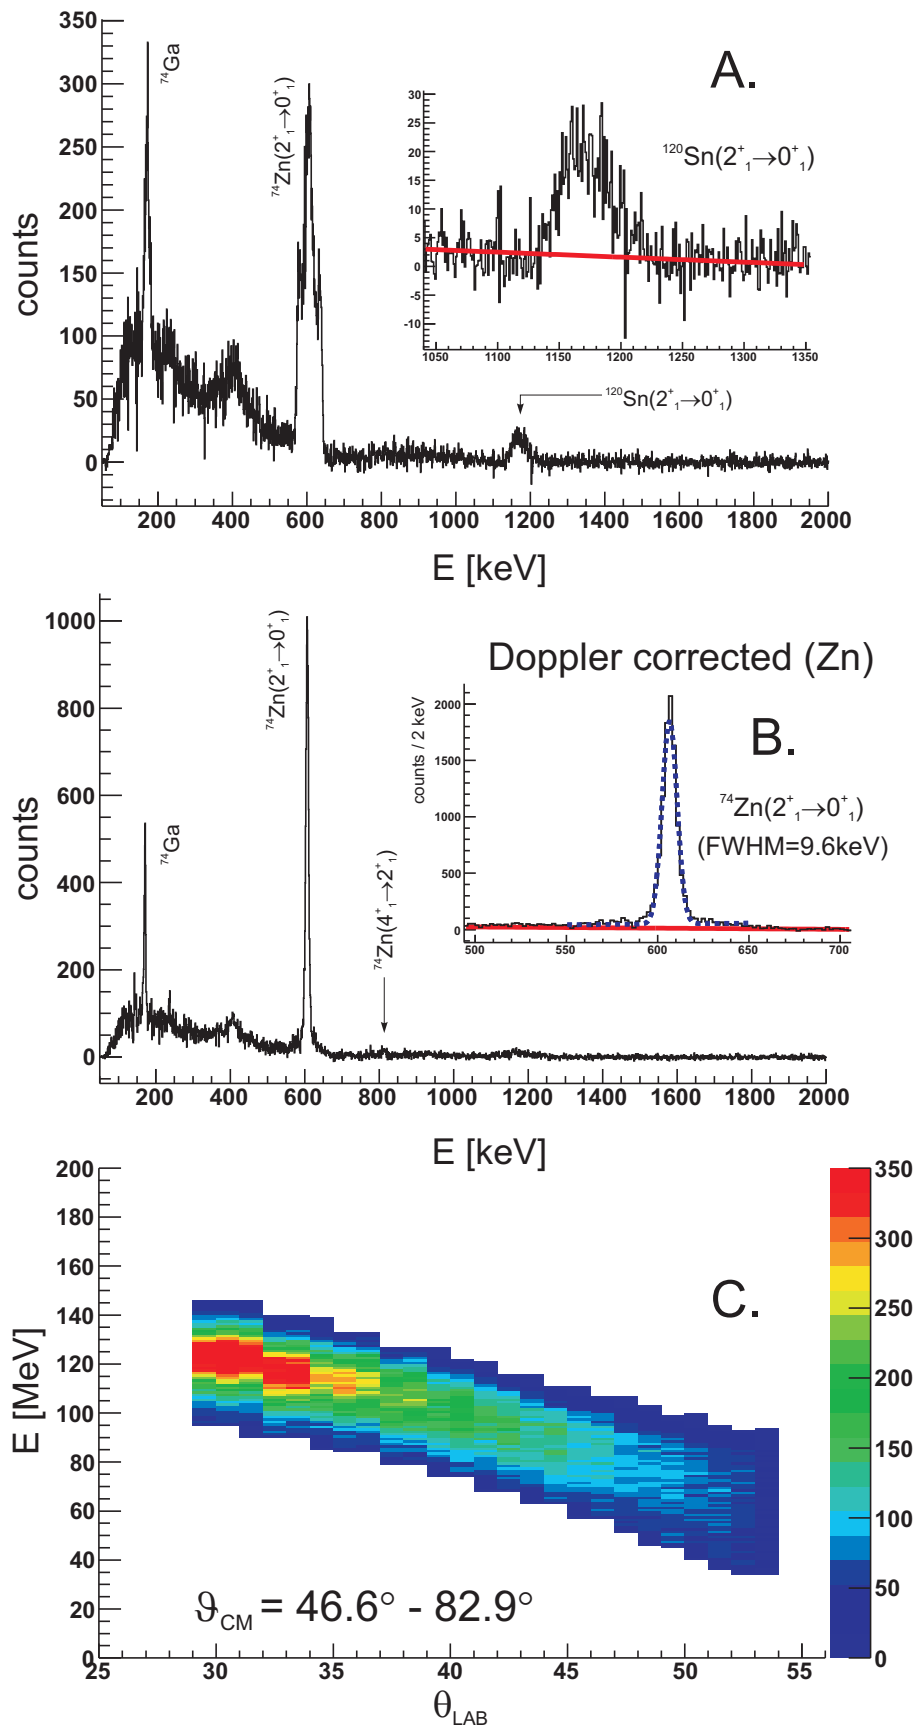 A.
counts
350
300
250
200
150
100
50
0
⁷⁴Ga
⁷⁴Zn(2⁺₁→0⁺₁)
30
25
20
15
10
5
0
-5
-10
1050 1100 1150 1200 1250 1300 1350
¹²⁰Sn(2⁺₁→0⁺₁)
¹²⁰Sn(2⁺₁→0⁺₁)
200 400 600 800 1000 1200 1400 1600 1800 2000
E [keV]
counts
1000
800
600
400
200
0
⁷⁴Ga
⁷⁴Zn(2⁺₁→0⁺₁)
⁷⁴Zn(4⁺₁→2⁺₁)
Doppler corrected (Zn)
B.
counts / 2 keV
2000
1500
1000
500
0
500 550 600 650 700
⁷⁴Zn(2⁺₁→0⁺₁)
(FWHM=9.6keV)
200 400 600 800 1000 1200 1400 1600 1800 2000
E [keV]
C.
E [MeV]
200
180
160
140
120
100
80
60
40
20
0
25 30 35 40 45 50 55
θLAB
ϑCM = 46.6° - 82.9°
350
300
250
200
150
100
50
0